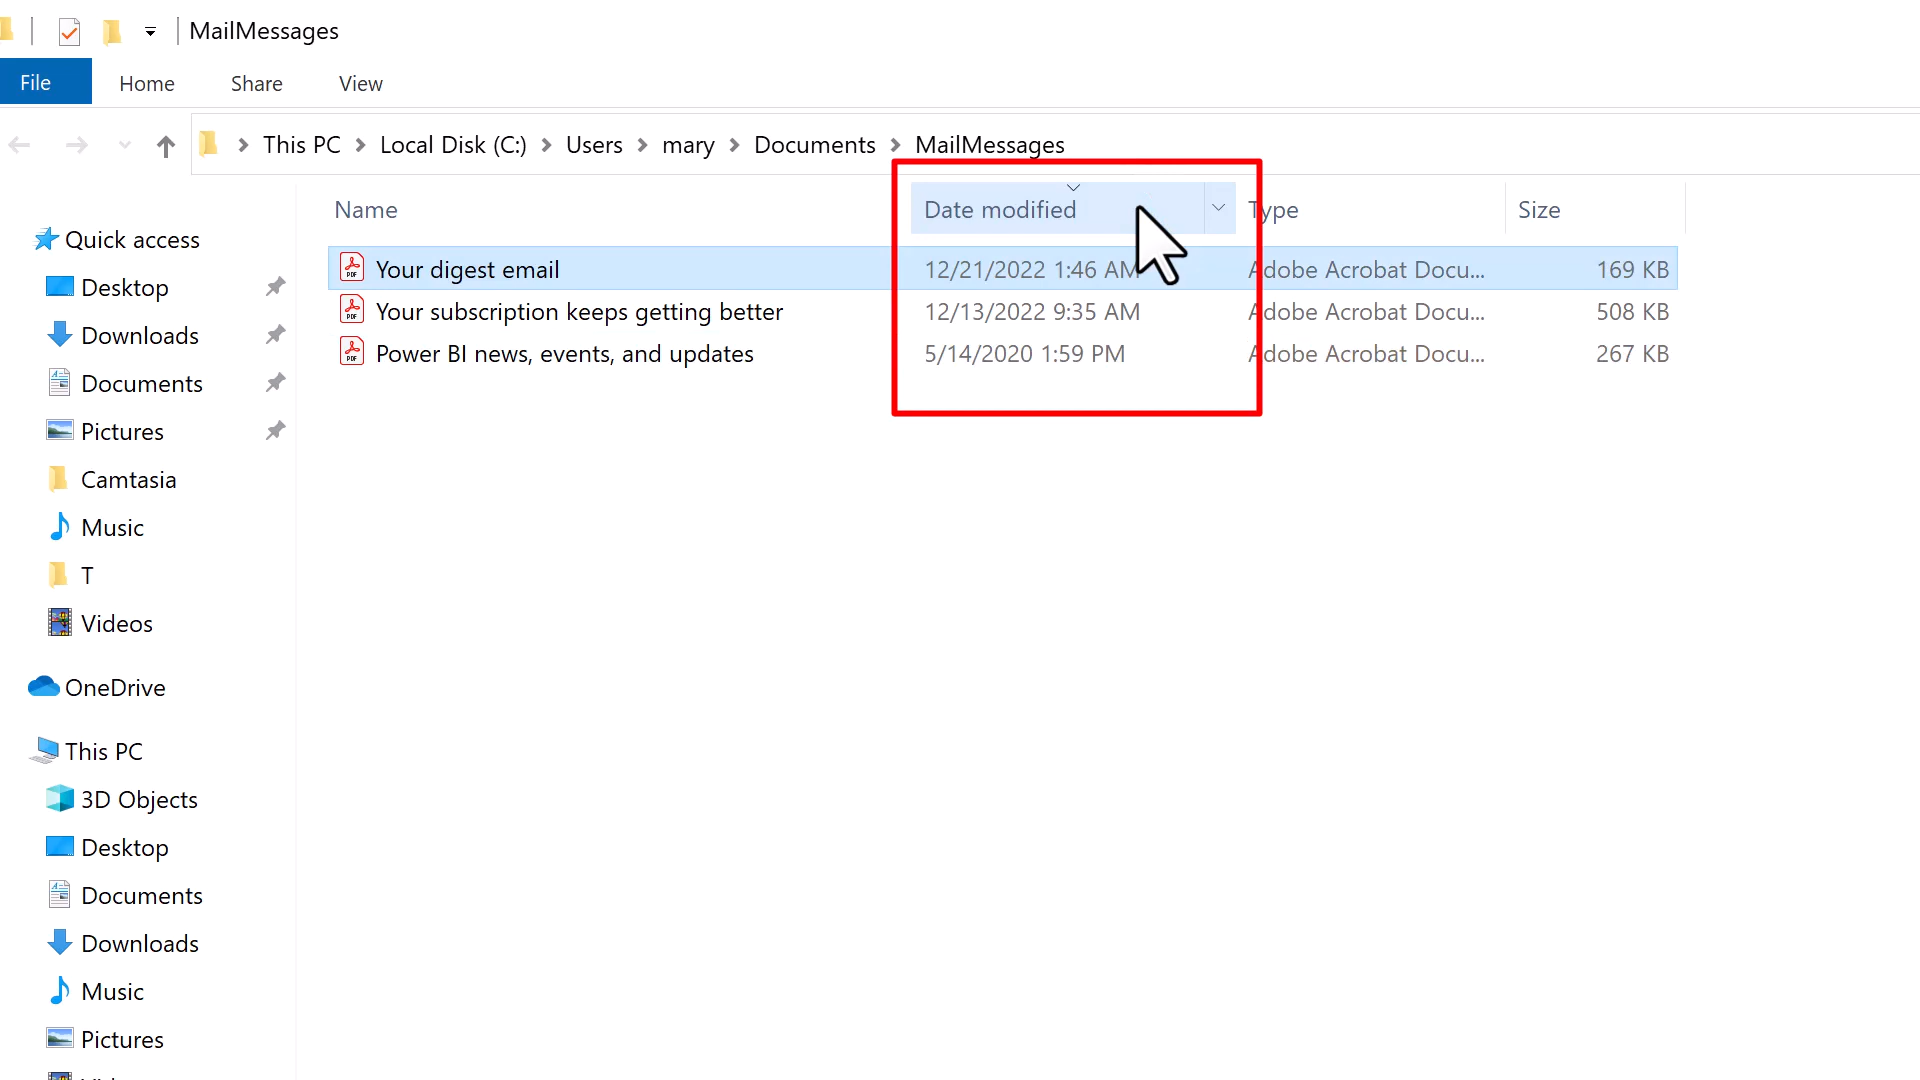 MailMessages
File Home Share View
This PC Local Disk (C:) Users mary Documents MailMessages
Name Date modified Type Size
Your digest email 12/21/2022 1:46 AM Adobe Acrobat Docu... 169 KB
Your subscription keeps getting better 12/13/2022 9:35 AM Adobe Acrobat Docu... 508 KB
Power BI news, events, and updates 5/14/2020 1:59 PM Adobe Acrobat Docu... 267 KB
Quick access
Desktop
Downloads
Documents
Pictures
Camtasia
Music
T
Videos
OneDrive
This PC
3D Objects
Desktop
Documents
Downloads
Music
Pictures